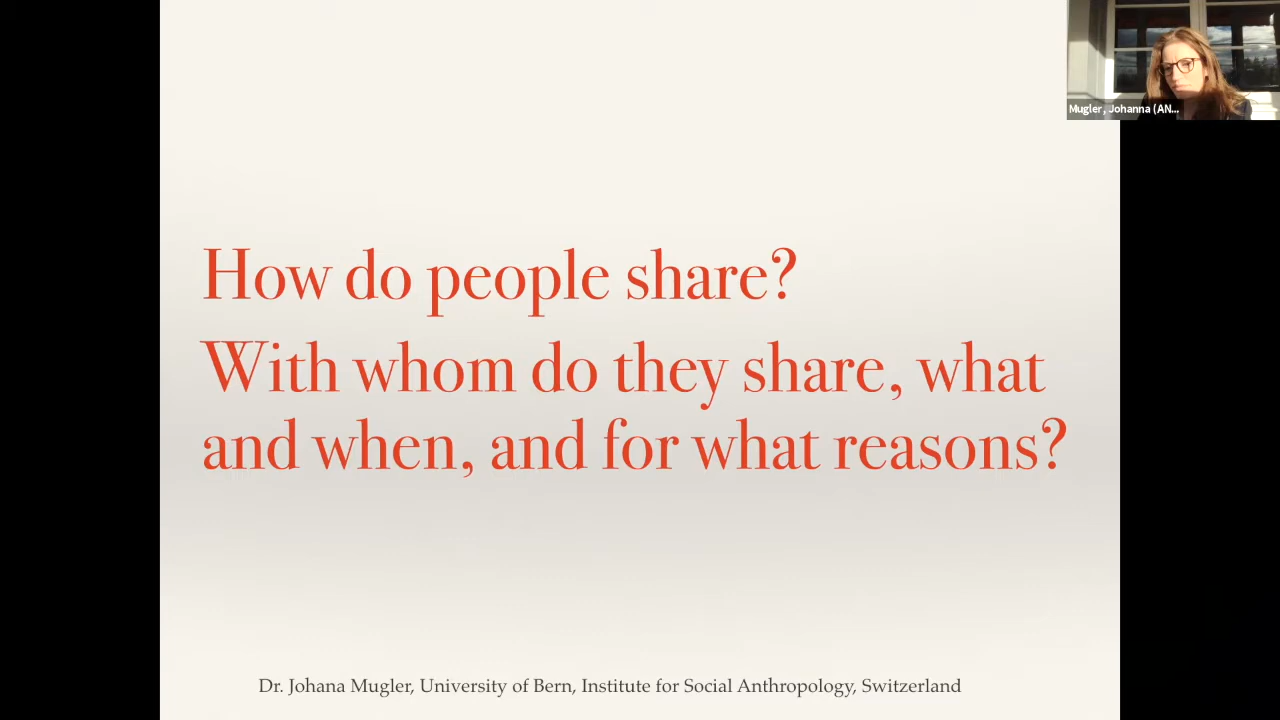 Mugler, Johanna (AN...
How do people share?
With whom do they share, what
and when, and for what reasons?
Dr. Johana Mugler, University of Bern, Institute for Social Anthropology, Switzerland